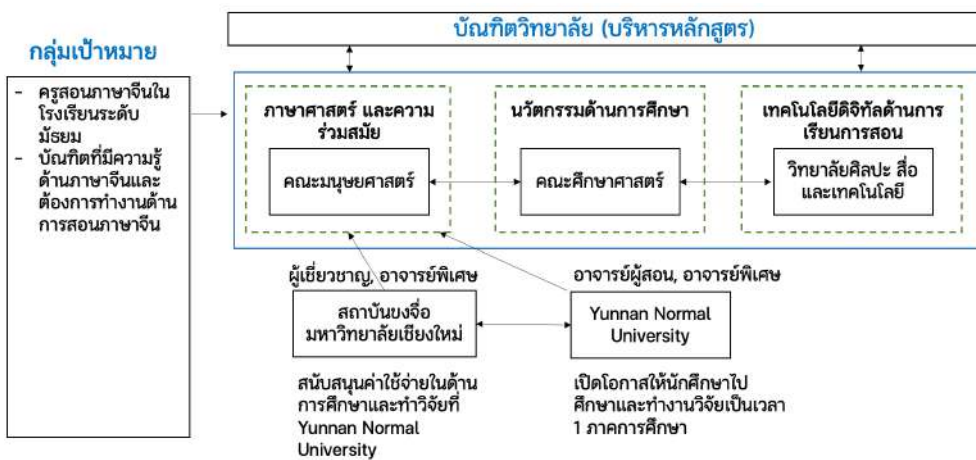 บัณฑิตวิทยาลัย (บริหารหลักสูตร)
กลุ่มเป้าหมาย
- ครูสอนภาษาจีนใน
โรงเรียนระดับ
มัธยม
- บัณฑิตที่มีความรู้
ด้านภาษาจีนและ
ต้องการทำงานด้าน
การสอนภาษาจีน
ภาษาศาสตร์ และความ
ร่วมสมัย
คณะมนุษยศาสตร์
นวัตกรรมด้านการศึกษา
คณะศึกษาศาสตร์
เทคโนโลยีดิจิทัลด้านการ
เรียนการสอน
วิทยาลัยศิลปะ สื่อ
และเทคโนโลยี
ผู้เชี่ยวชาญ, อาจารย์พิเศษ
สถาบันขงจื่อ
มหาวิทยาลัยเชียงใหม่
สนับสนุนค่าใช้จ่ายในด้าน
การศึกษาและทำวิจัยที่
Yunnan Normal
University
อาจารย์ผู้สอน, อาจารย์พิเศษ
Yunnan Normal
University
เปิดโอกาสให้นักศึกษาไป
ศึกษาและทำงานวิจัยเป็นเวลา
1 ภาคการศึกษา